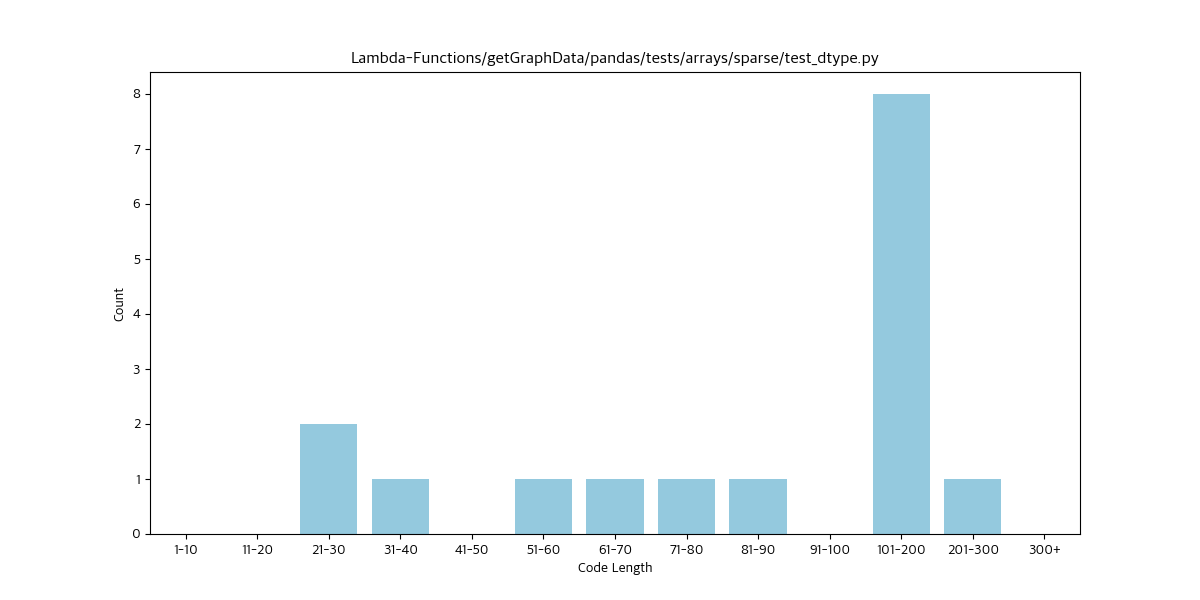 Lambda-Functions/getGraphData/pandas/tests/arrays/sparse/test_dtype.py
8
7
6
5
4
3
2
1
0
Count
1-10 11-20 21-30 31-40 41-50 51-60 61-70 71-80 81-90 91-100 101-200 201-300 300+
Code Length